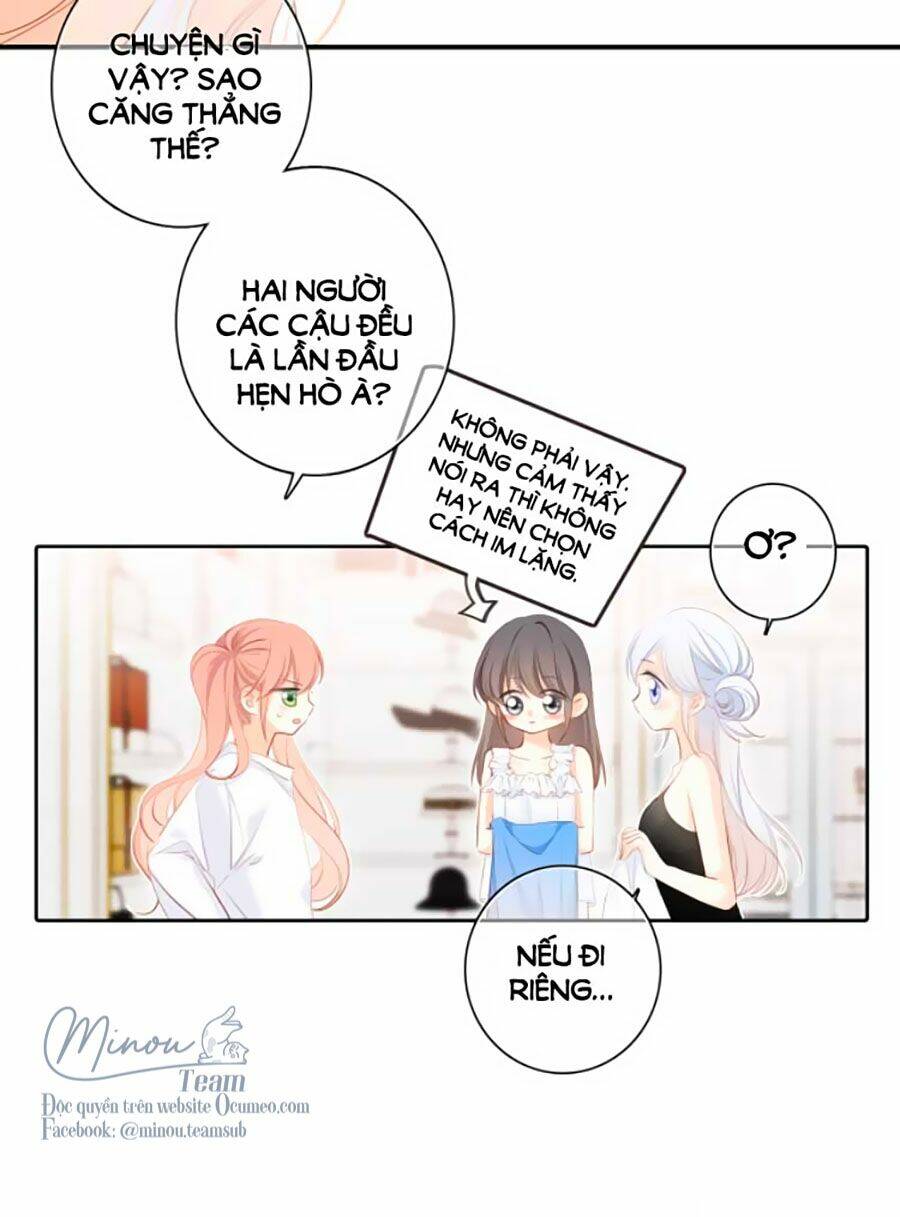 CHUYỆN GÌ
VẬY? SAO
CĂNG THẲNG
THẾ?
HAI NGƯỜI
CÁC CẬU ĐỀU
LÀ LẦN ĐẦU
HẸN HÒ À?
KHÔNG PHẢI VẬY.
NHƯNG CẢM THẤY
NÓI RA THÌ KHÔNG
HAY NÊN CHỌN
CÁCH IM LẶNG.
Ơ?
NẾU ĐI
RIÊNG...
Minou
Team
Độc quyền trên website Ocumeo.com
Facebook: @minou.teamsub